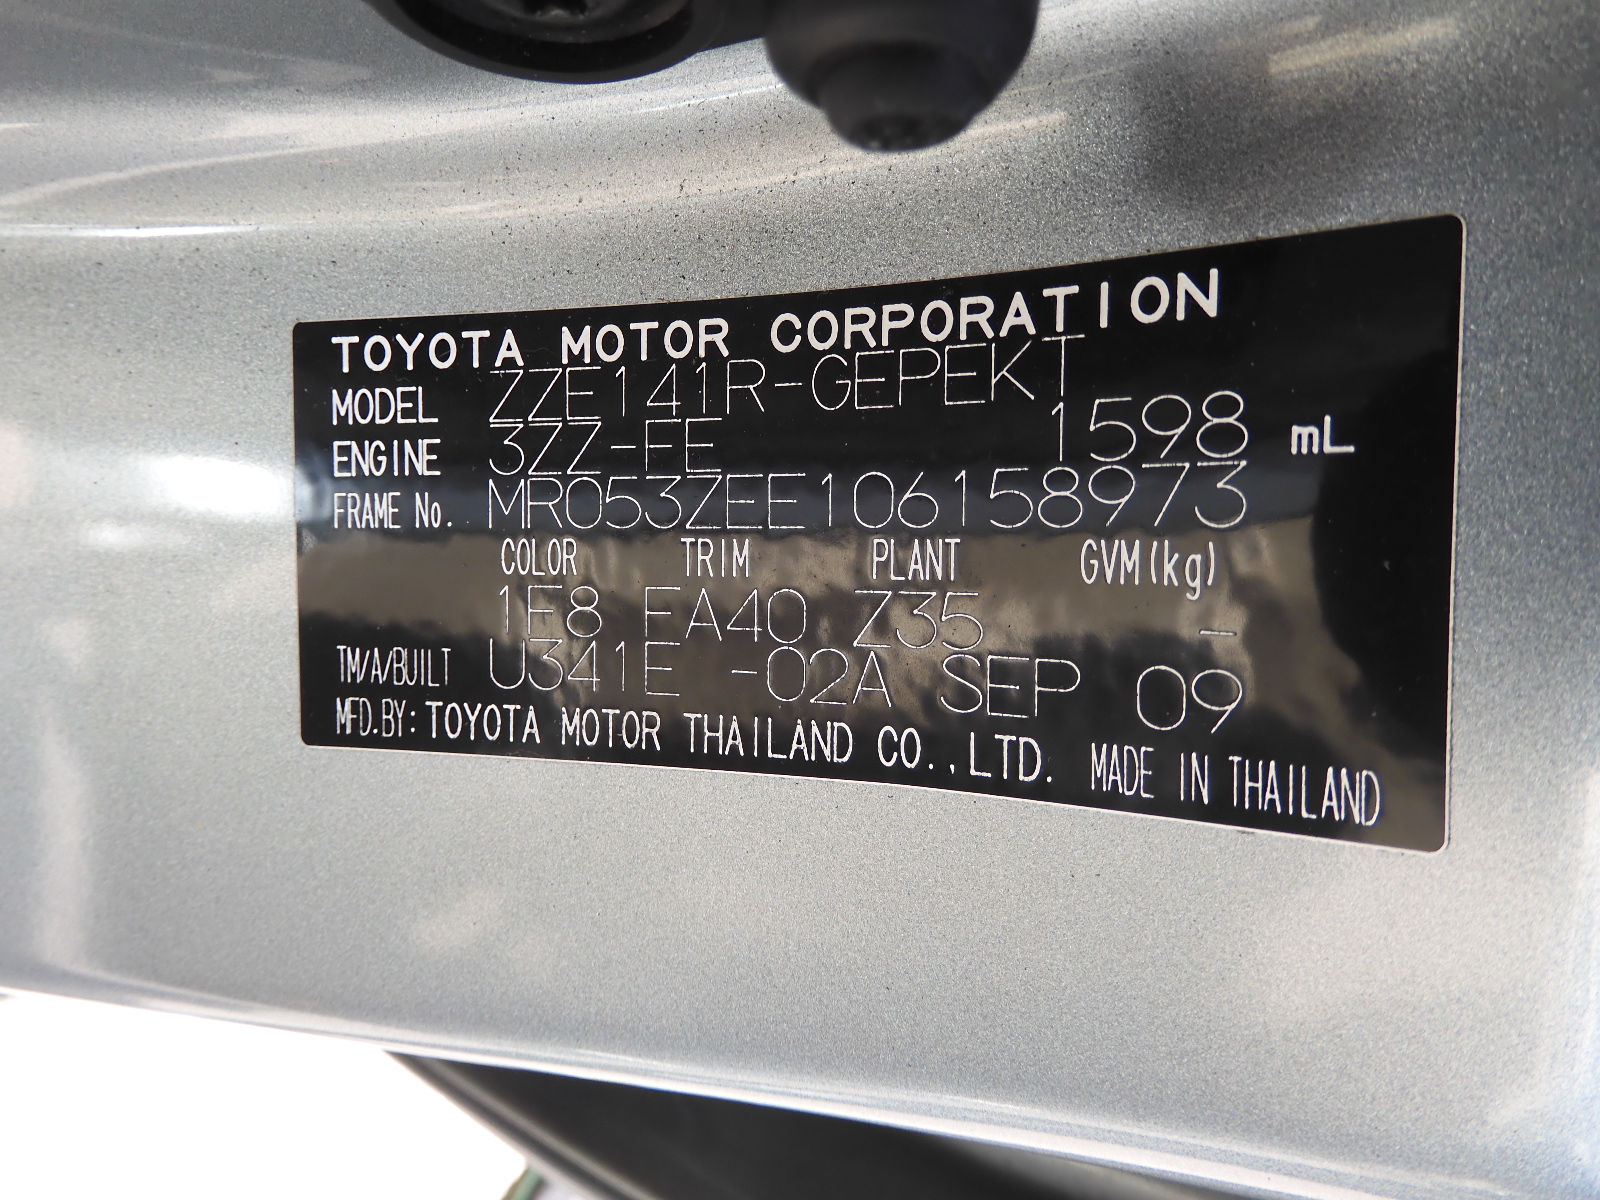 TOYOTA MOTOR CORPORATION
MODEL ZZE141R-GEPEKT
ENGINE 3ZZ-FE 1598 mL
FRAME No. MR053ZEE106158973
COLOR TRIM PLANT GVM(kg)
1F8 FA40 Z35 -
TM/A/BUILT U341E -02A SEP 09
MFD.BY: TOYOTA MOTOR THAILAND CO.,LTD. MADE IN THAILAND